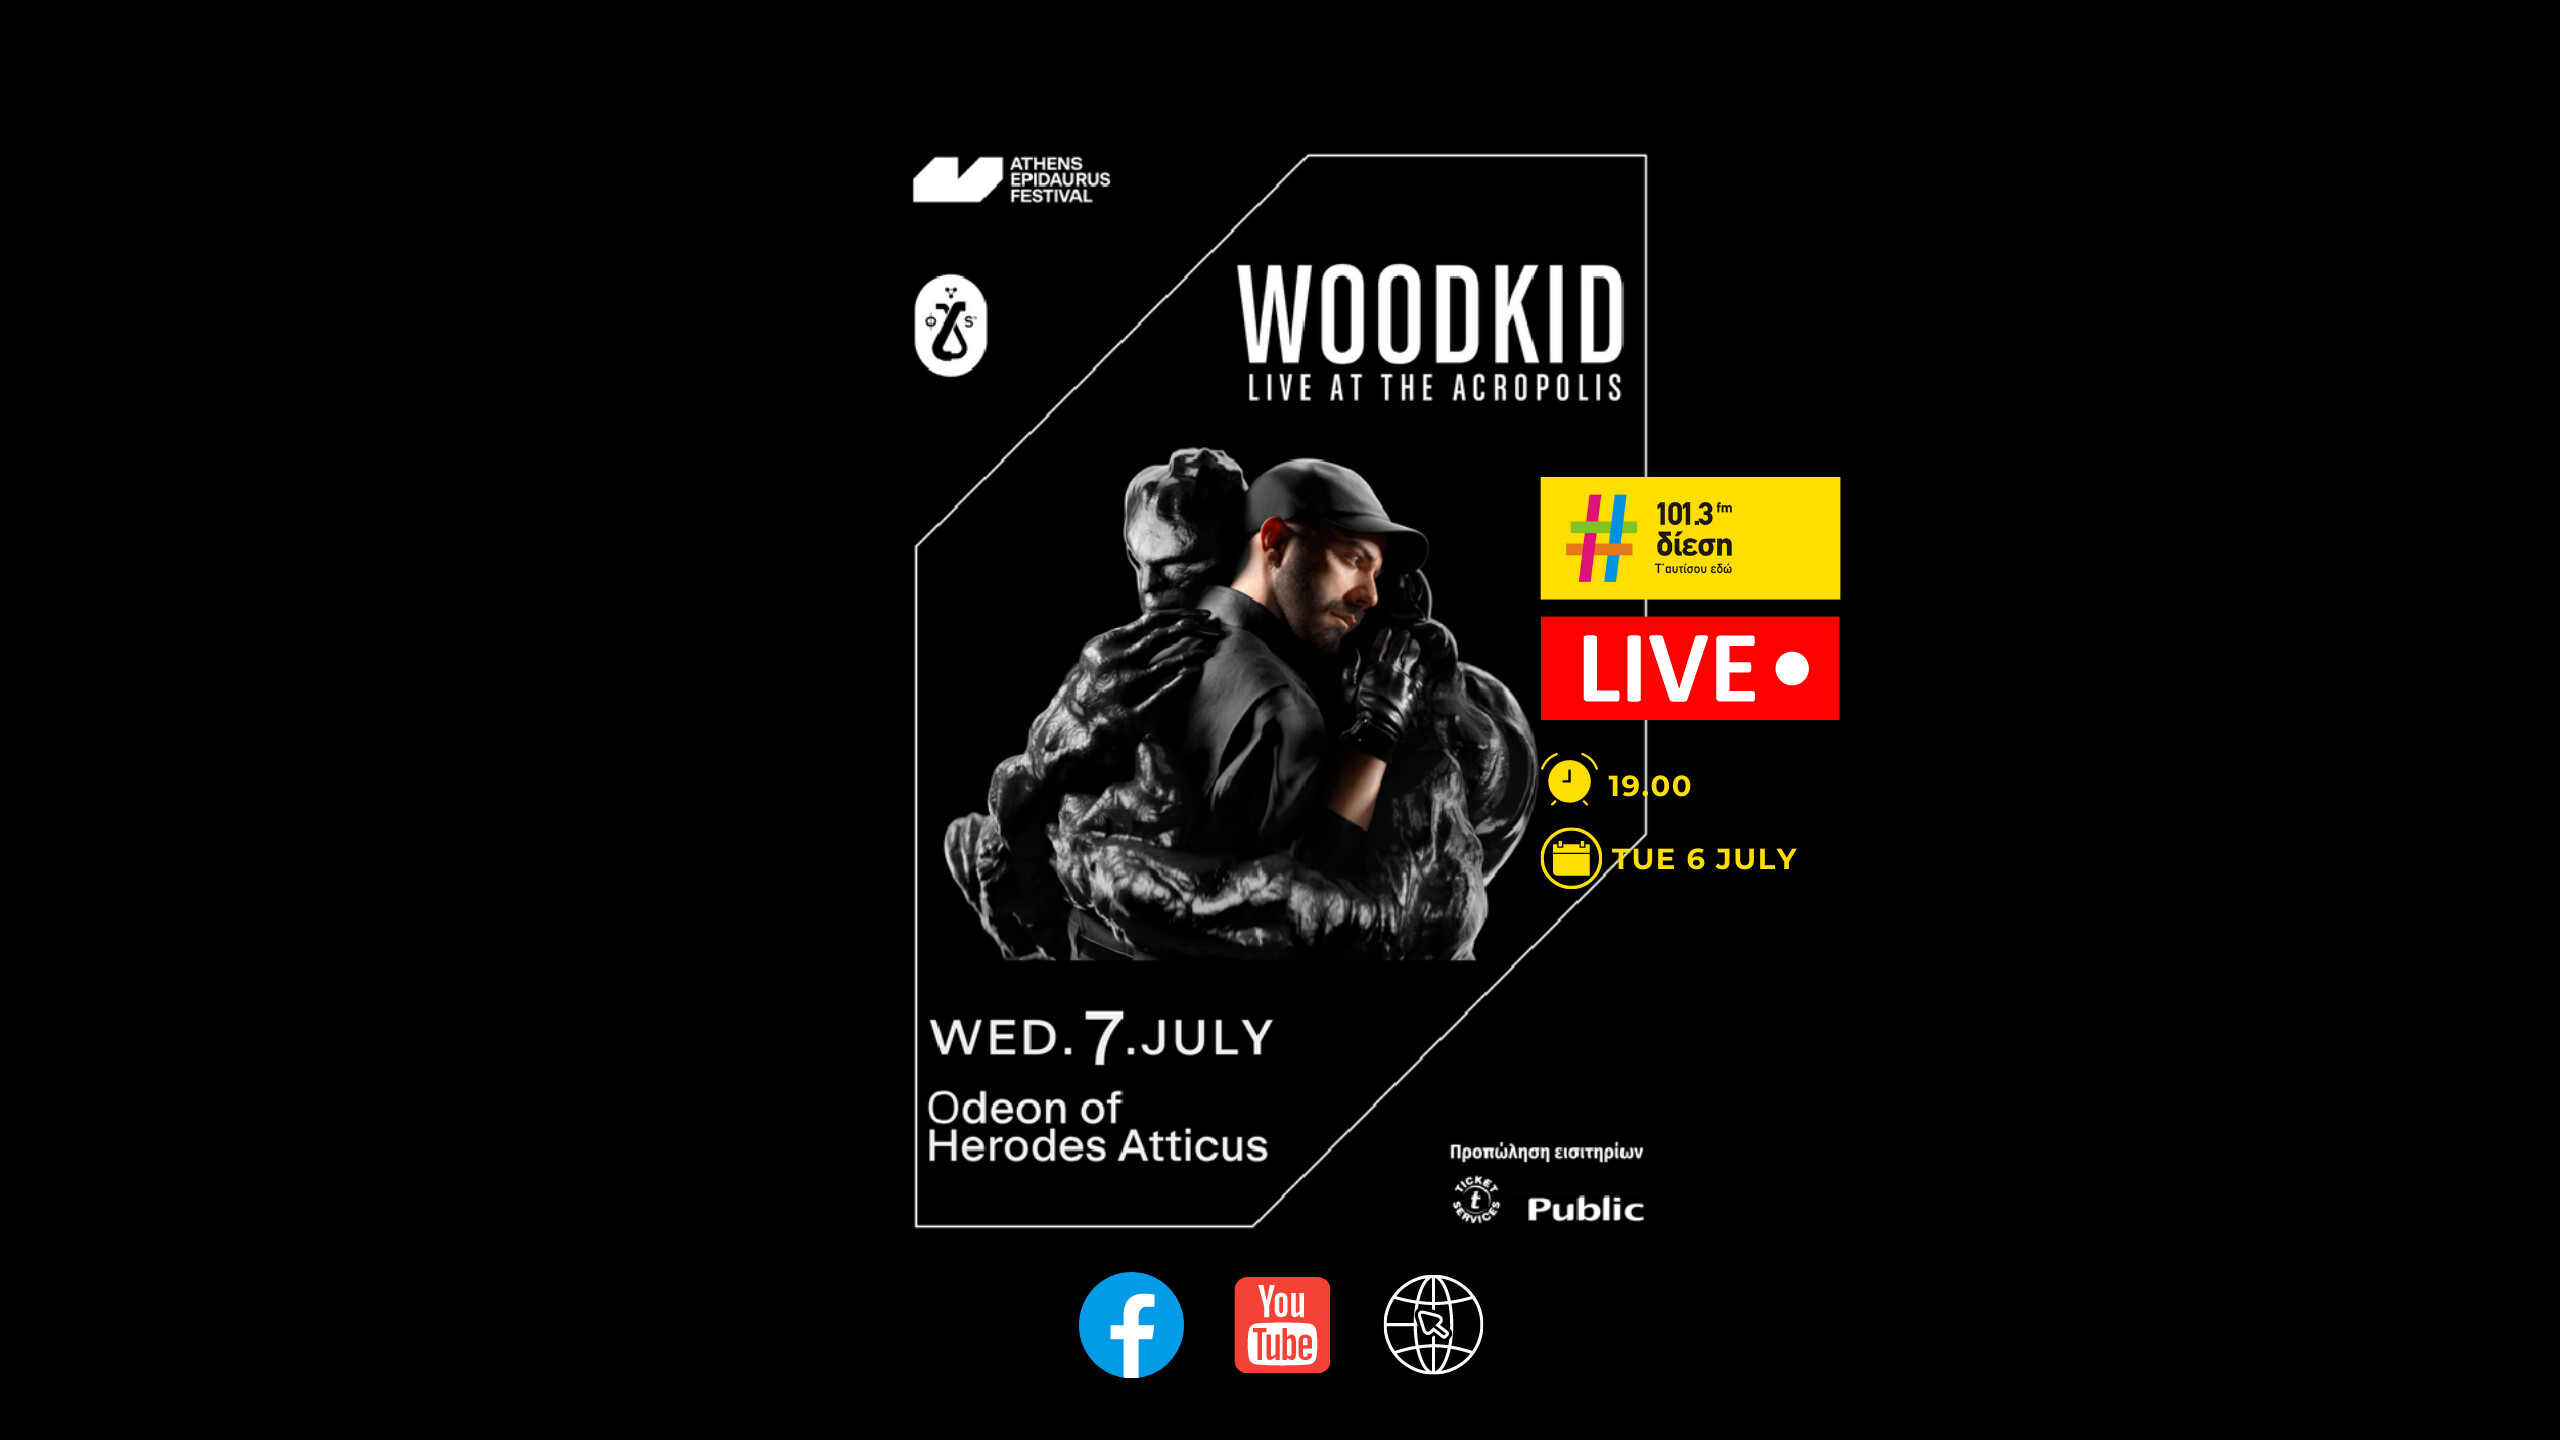 ATHENS
EPIDAURUS
FESTIVAL
WOODKID
LIVE AT THE ACROPOLIS
101.3 fm
δίεση
Τ'αυτίσου εδώ
LIVE
19.00
TUE 6 JULY
WED.7.JULY
Odeon of
Herodes Atticus
Προπώληση εισιτηρίων
TICKET
SERVICES
Public
You
Tube